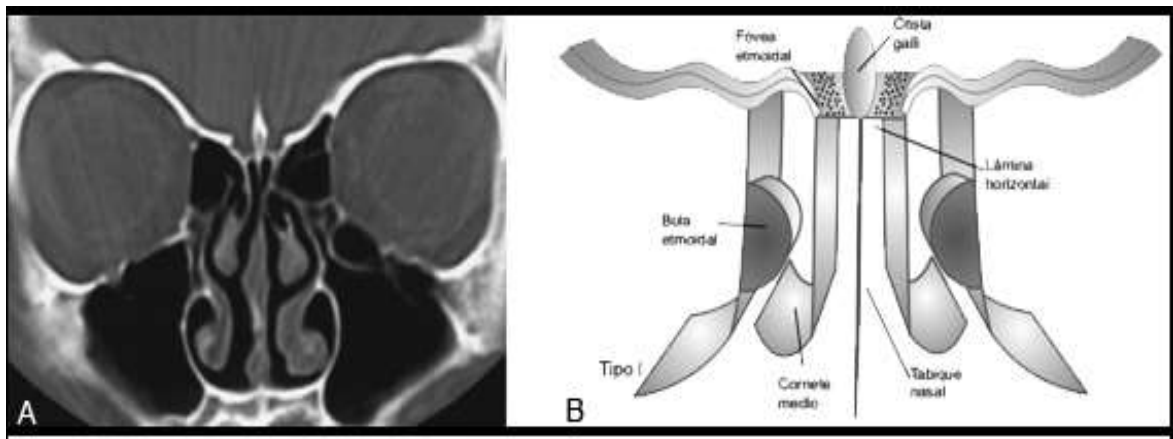 A
Fóvea
etmoidal
Crista
galli
Lámina
horizontal
Bula
etmoidal
Tipo I
Cornete
medio
Tabique
nasal
B